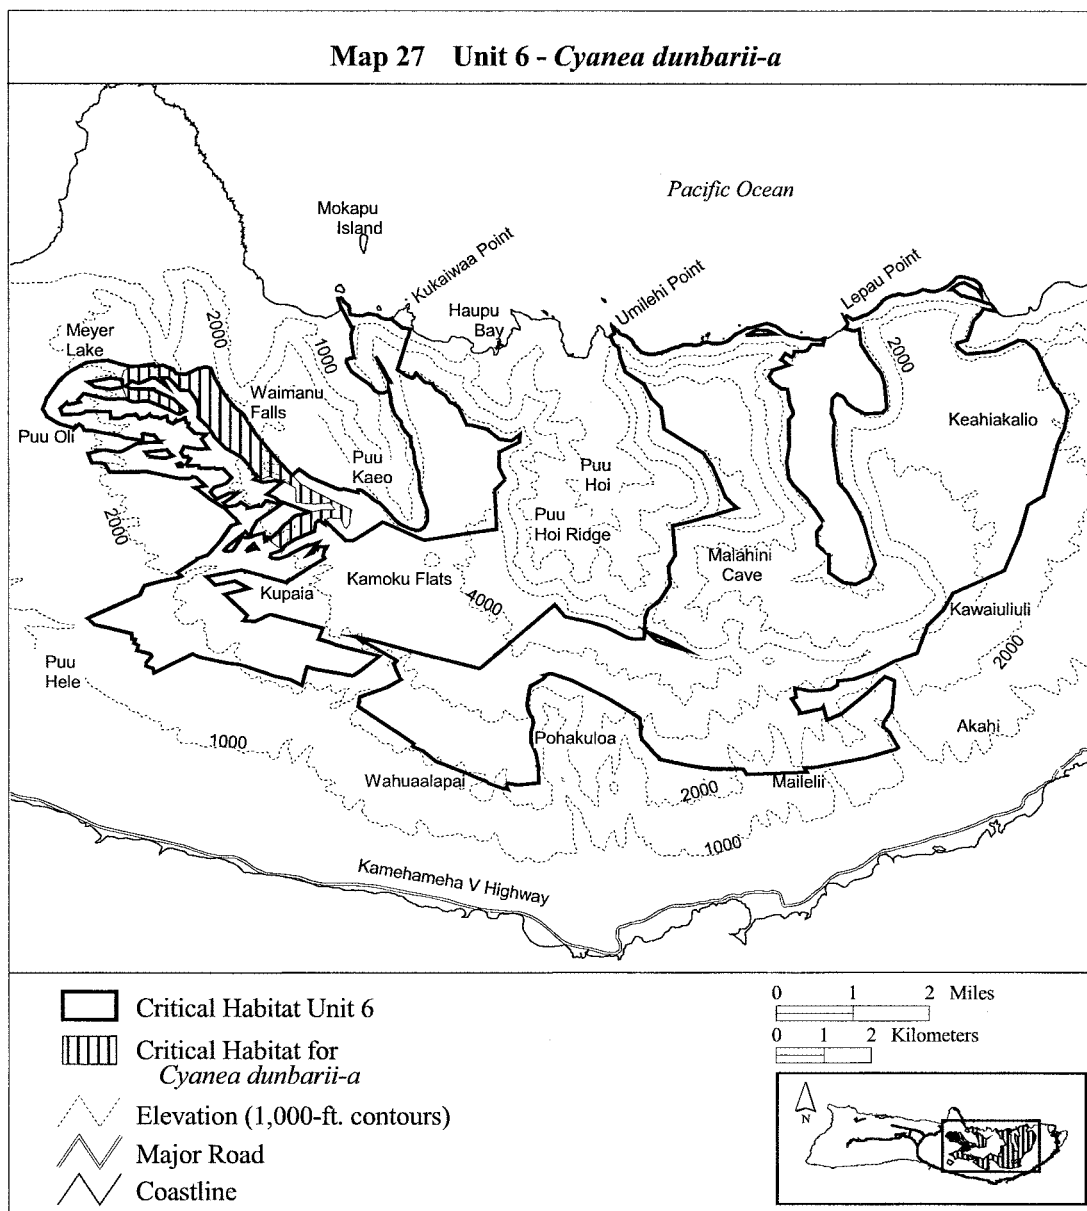 Map 27 Unit 6 - Cyanea dunbarii-a
Pacific Ocean
Mokapu
Island
Kukaiwaa Point
Haupu
Bay
Umilehi Point
Lepau Point
Meyer
Lake
2000
1000
2000
Waimanu
Falls
Keahiakalio
Puu Oli
Puu
Kaeo
Puu
Hoi
2000
Puu
Hoi Ridge
Malahini
Cave
Kamoku Flats
Kupaia
4000
Kawaiuliuli
2000
Puu
Hele
1000
Pohakuloa
Akahi
Wahuaalapai
Mailelii
2000
1000
Kamehameha V Highway
Critical Habitat Unit 6
Critical Habitat for
Cyanea dunbarii-a
Elevation (1,000-ft. contours)
Major Road
Coastline
0 1 2 Miles
0 1 2 Kilometers
N